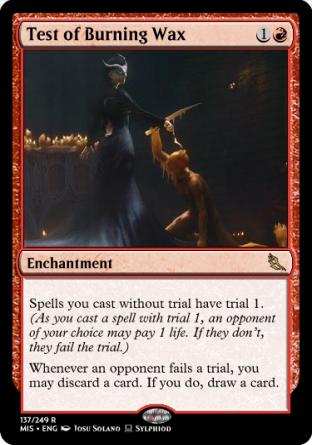 Test of Burning Wax 1
Enchantment
Spells you cast without trial have trial 1.
(As you cast a spell with trial 1, an opponent
of your choice may pay 1 life. If they don't,
they fail the trial.)
Whenever an opponent fails a trial, you
may discard a card. If you do, draw a card.
137/249 R
MIS • ENG Josu Solano Sylphiod